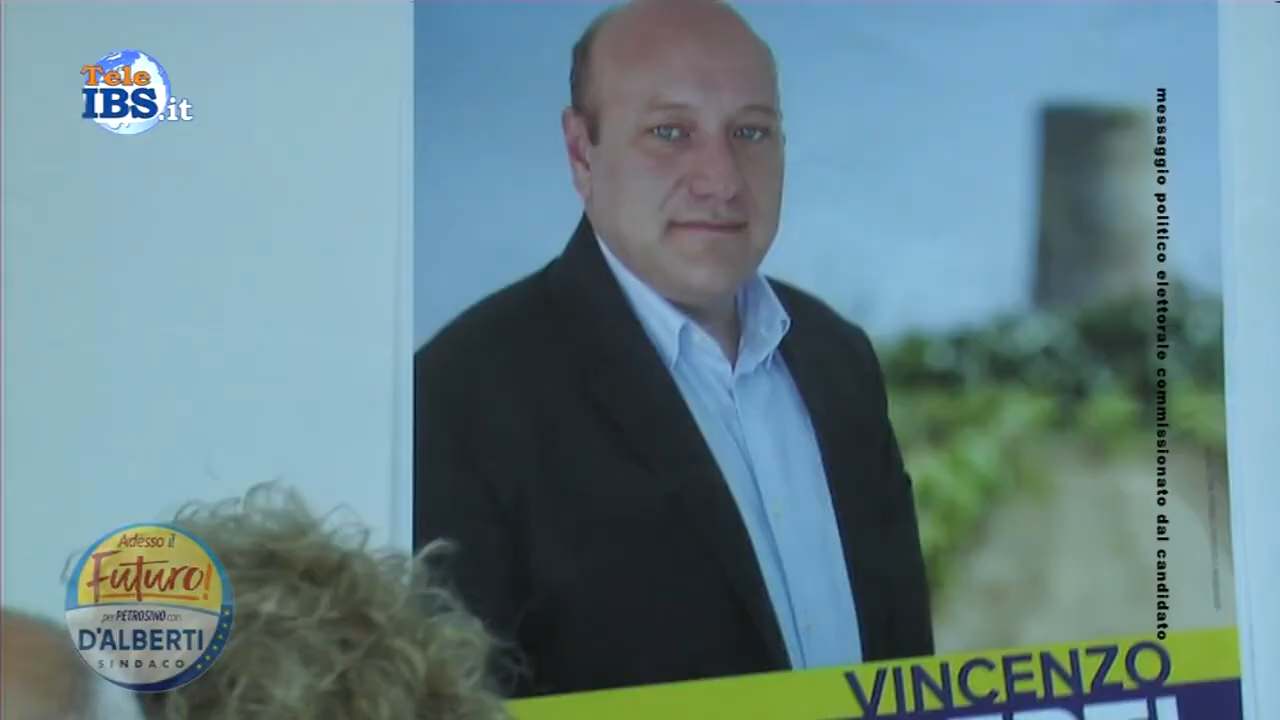 Tele
IBS.it
messaggio politico elettorale commissionato dal candidato
Adesso il
Futuro!
per PETROSINO con
D'ALBERTI
SINDACO
VINCENZO